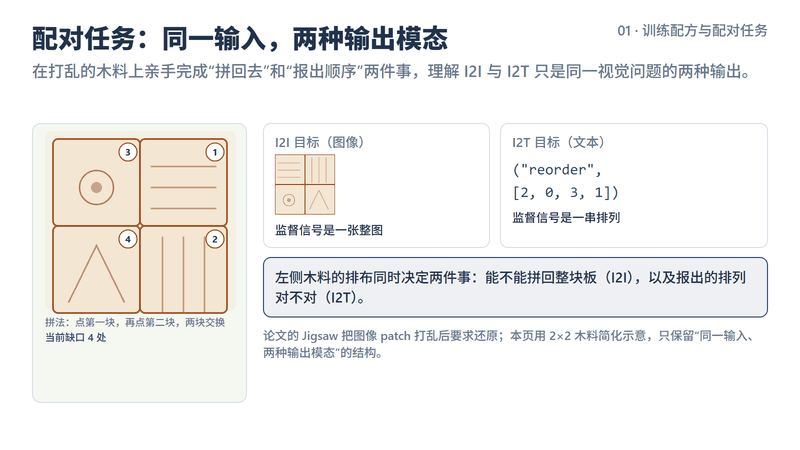 配对任务：同一输入，两种输出模态
01 · 训练配方与配对任务
在打乱的木料上亲手完成“拼回去”和“报出顺序”两件事，理解 I2I 与 I2T 只是同一视觉问题的两种输出。
3
1
4
2
拼法：点第一块，再点第二块，两块交换
当前缺口 4 处
I2I 目标（图像）
监督信号是一张整图
I2T 目标（文本）
("reorder",
[2, 0, 3, 1])
监督信号是一串排列
左侧木料的排布同时决定两件事：能不能拼回整块板（I2I），以及报出的排列
对不对（I2T）。
论文的 Jigsaw 把图像 patch 打乱后要求还原；本页用 2×2 木料简化示意，只保留“同一输入、
两种输出模态”的结构。